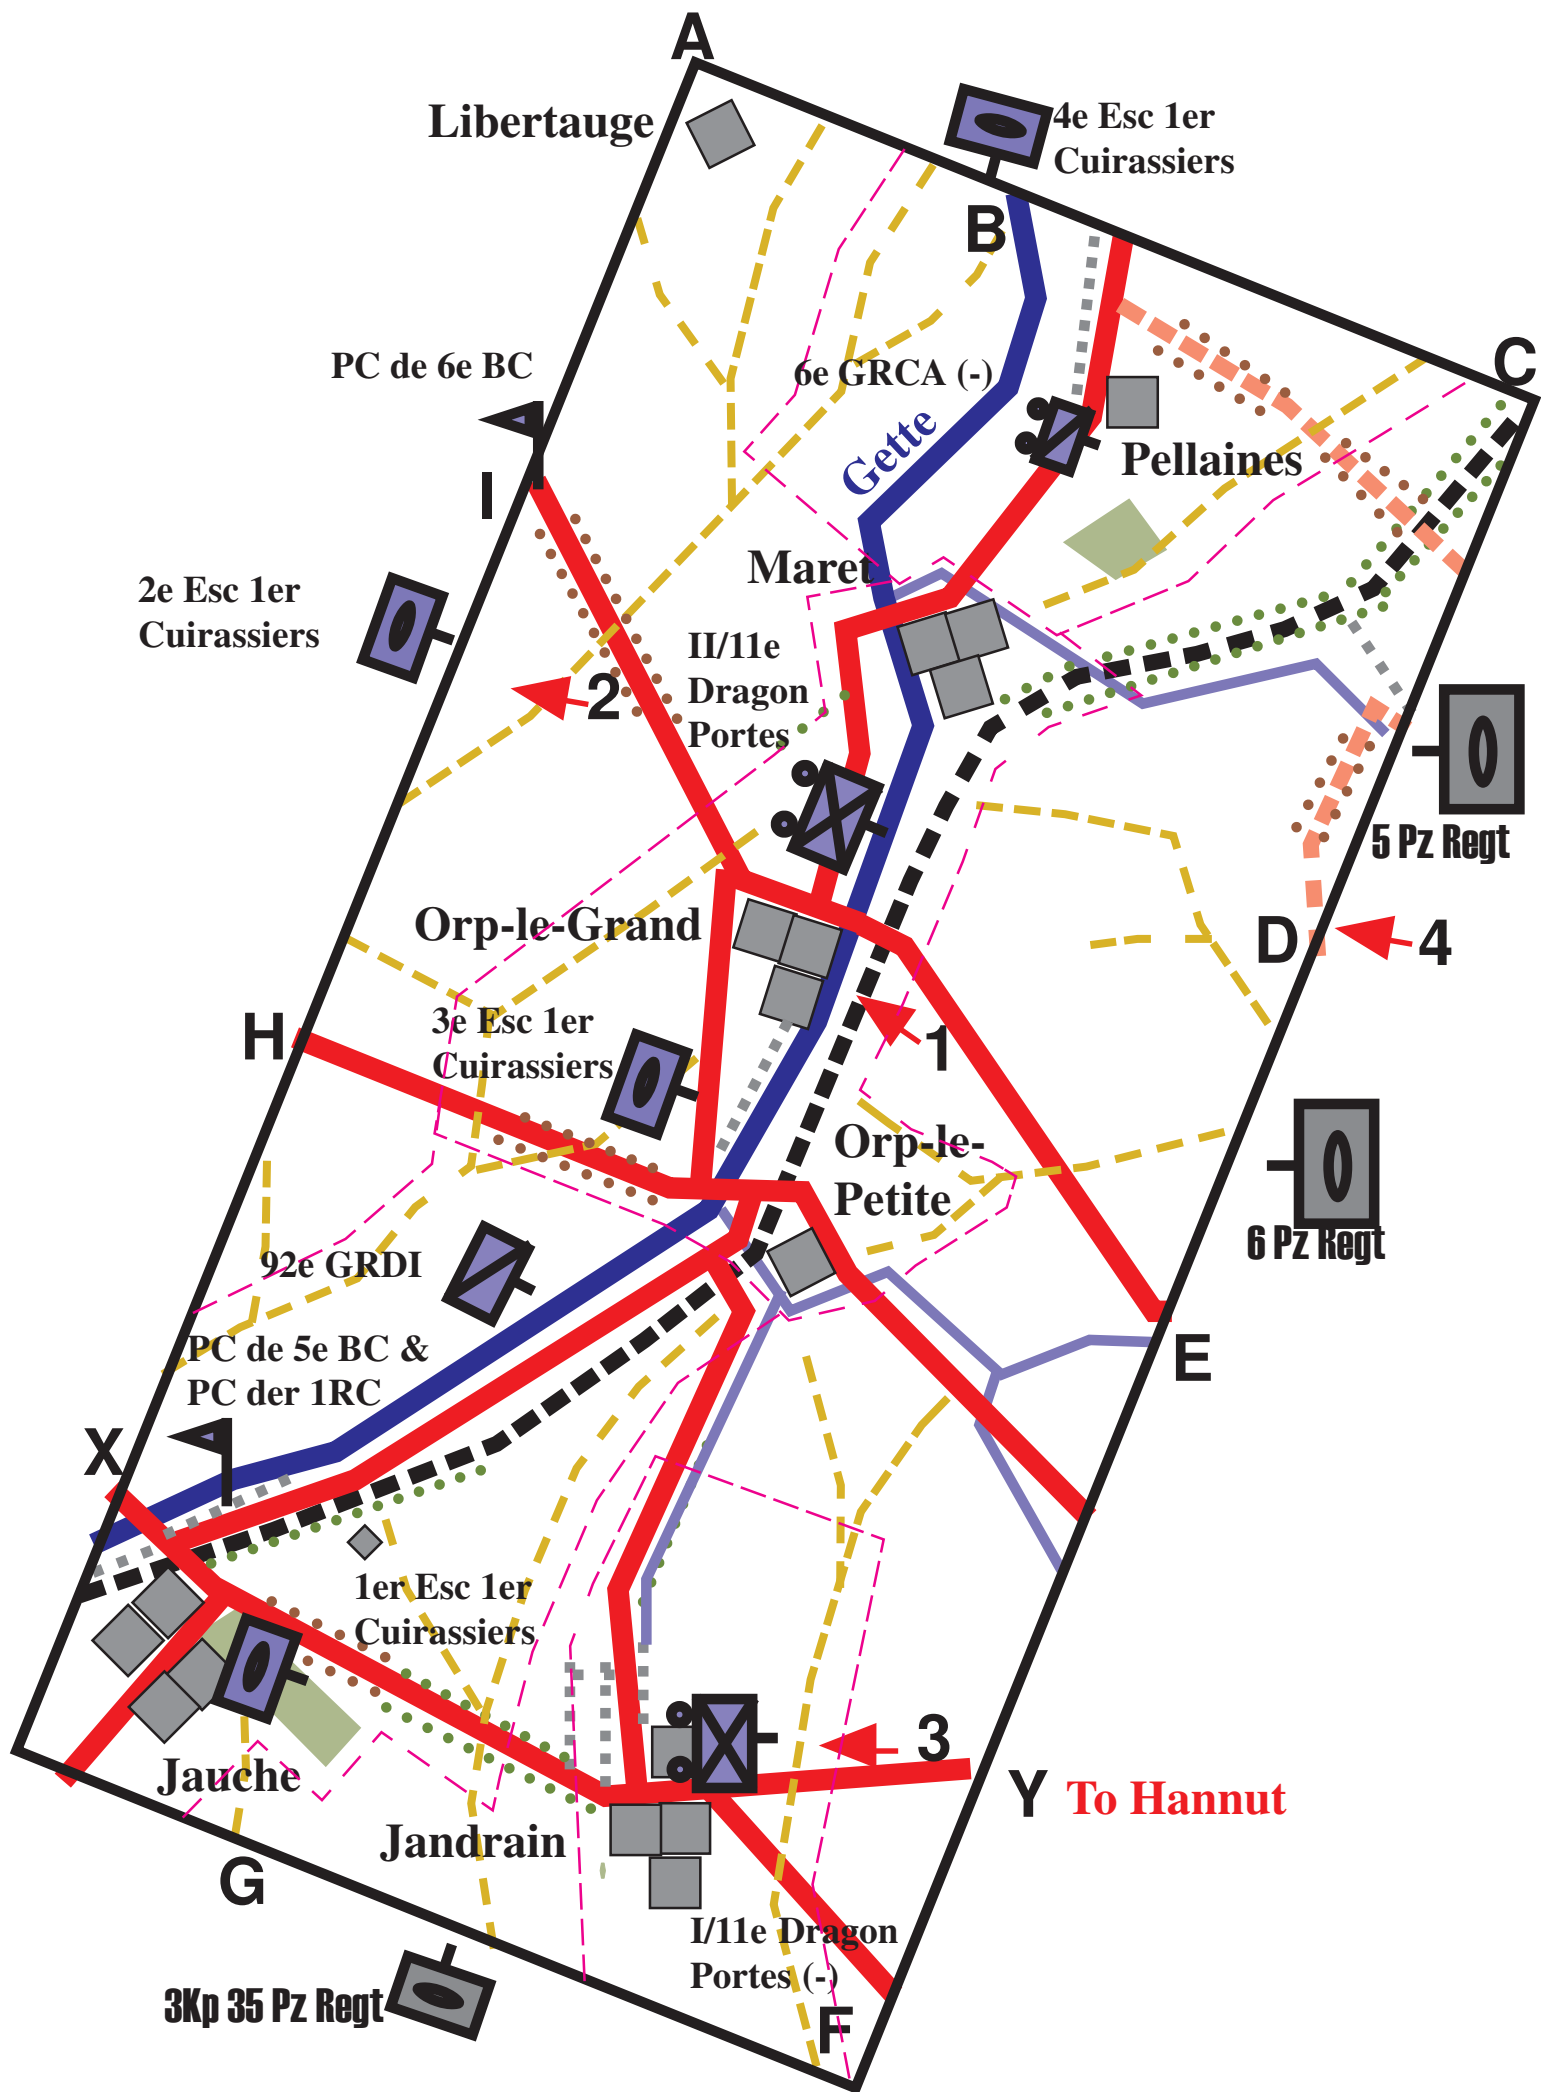 A
Libertauge
4e Esc 1er
Cuirassiers
B
C
PC de 6e BC
6e GRCA (-)
Gette
Pellaines
I
Maret
2e Esc 1er
Cuirassiers
II/11e
Dragon
Portes
2
5 Pz Regt
Orp-le-Grand
D
4
H
3e Esc 1er
Cuirassiers
1
Orp-le-
Petite
6 Pz Regt
92e GRDI
PC de 5e BC &
PC der 1RC
E
X
1er Esc 1er
Cuirassiers
3
Jauche
Y To Hannut
Jandrain
G
I/11e Dragon
Portes (-)
3Kp 35 Pz Regt
F